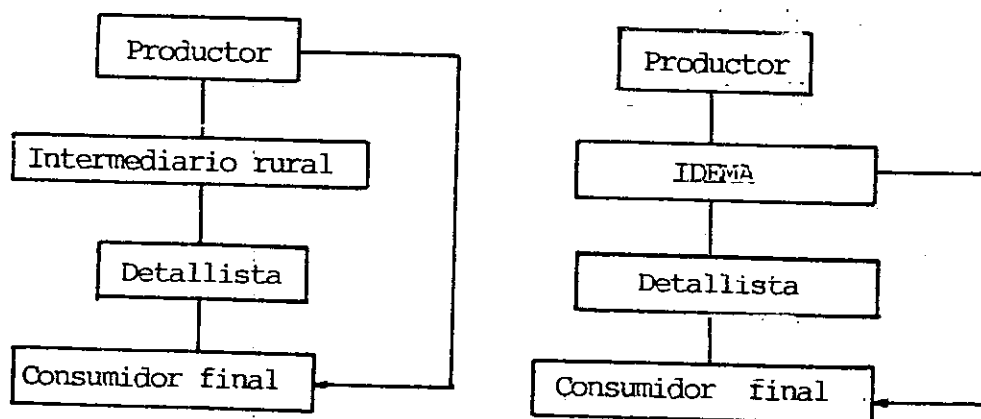 Productor
Intermediario rural
Detallista
Consumidor final
Productor
IDEMA
Detallista
Consumidor final